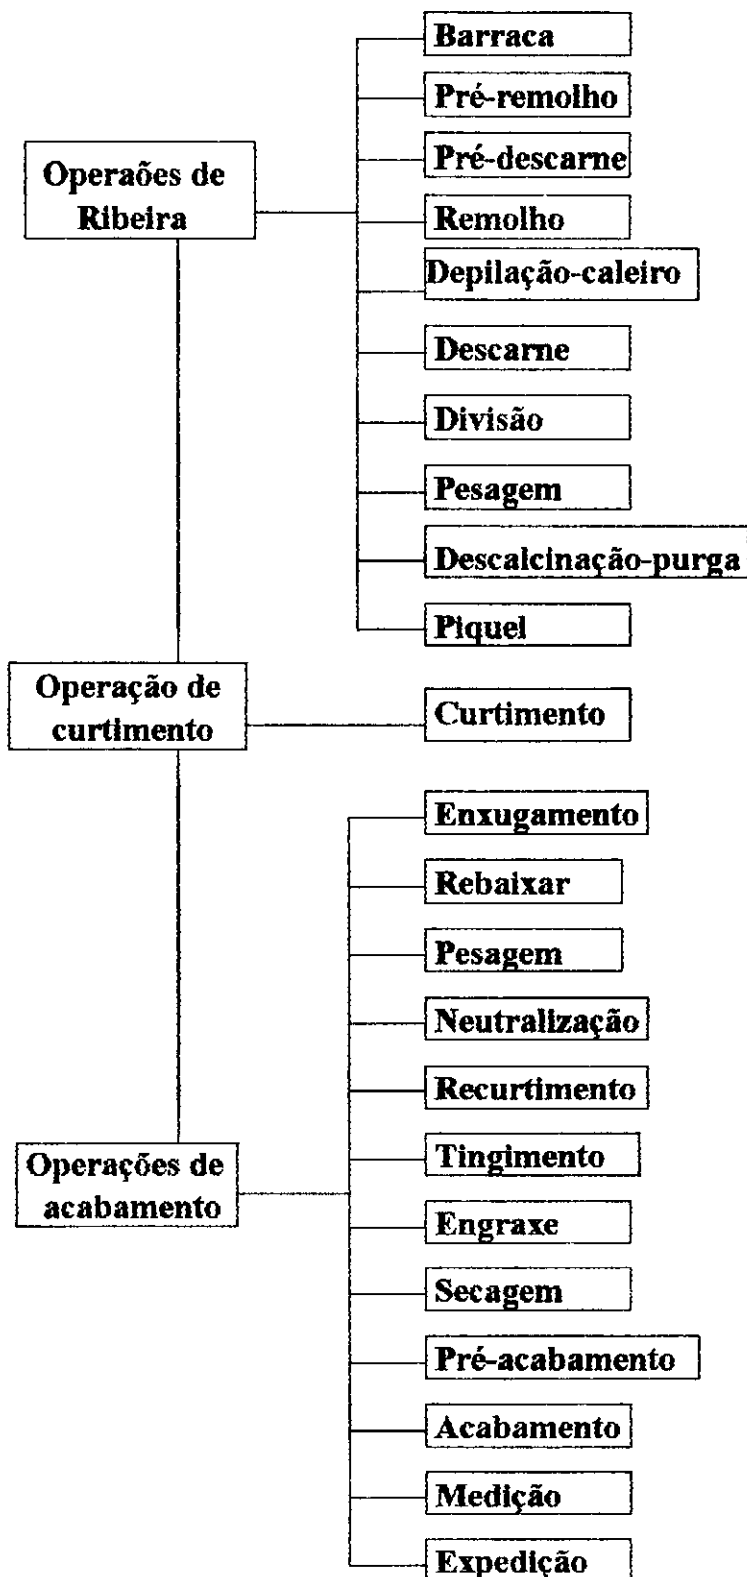 Operaões de
Ribeira
Barraca
Pré-remolho
Pré-descarne
Remolho
Depilação-caleiro
Descarne
Divisão
Pesagem
Descalcinação-purga
Piquel
Operação de
curtimento
Curtimento
Operações de
acabamento
Enxugamento
Rebaixar
Pesagem
Neutralização
Recurtimento
Tingimento
Engraxe
Secagem
Pré-acabamento
Acabamento
Medição
Expedição